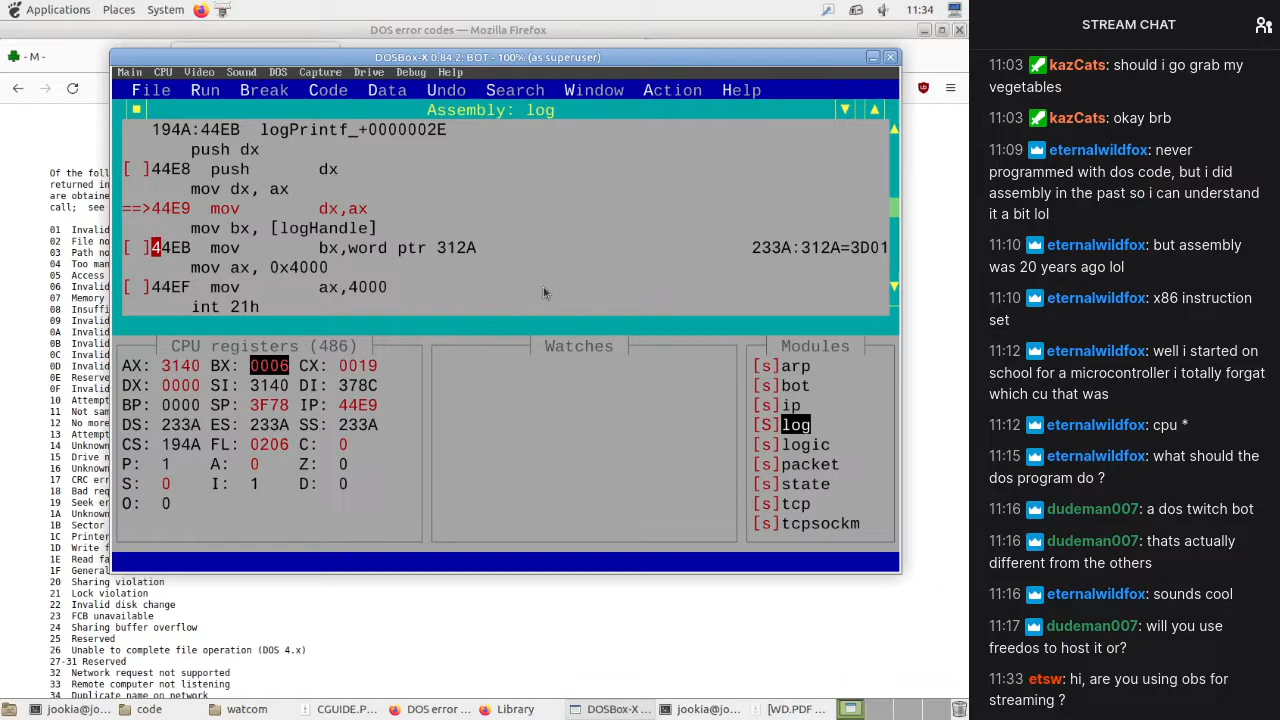 Applications Places System 11:34
DOS error codes — Mozilla Firefox
- M -
DOSBox-X 0.84.2: BOT - 100% (as superuser)
Main CPU Video Sound DOS Capture Drive Debug Help
File Run Break Code Data Undo Search Window Action Help
Assembly: log
194A:44EB logPrintf_+0000002E
push dx
[ ]44E8 push dx
mov dx, ax
==>44E9 mov dx,ax
mov bx, [logHandle]
[ ]44EB mov bx,word ptr 312A 233A:312A=3D01
mov ax, 0x4000
[ ]44EF mov ax,4000
int 21h
CPU registers (486)
AX: 3140 BX: 0006 CX: 0019
DX: 0000 SI: 3140 DI: 378C
BP: 0000 SP: 3F78 IP: 44E9
DS: 233A ES: 233A SS: 233A
CS: 194A FL: 0206 C: 0
P: 1 A: 0 Z: 0
S: 0 I: 1 D: 0
O: 0
Watches
Modules
[s]arp
[s]bot
[s]ip
[S]log
[s]logic
[s]packet
[s]state
[s]tcp
[s]tcpsockm
Of the foll
returned in
are obtaine
call; see
01 Invalid
02 File no
03 Path no
04 Too man
05 Access
06 Invalid
07 Memory
08 Insuffi
09 Invalid
0A Invalid
0B Invalid
0C Invalid
0D Invalid
0E Reserve
0F Invalid
10 Attempt
11 Not sam
12 No more
13 Attempt
14 Unknown
15 Drive n
16 Unknown
17 CRC err
18 Bad req
19 Seek er
1A Unknown
1B Sector
1C Printer
1D Write f
1E Read fa
1F General
20 Sharing violation
21 Lock violation
22 Invalid disk change
23 FCB unavailable
24 Sharing buffer overflow
25 Reserved
26 Unable to complete file operation (DOS 4.x)
27-31 Reserved
32 Network request not supported
33 Remote computer not listening
34 Duplicate name on network
jookia@jo... code watcom CGUIDE.P... DOS error ... Library DOSBox-X ... jookia@jo... [WD.PDF ...
STREAM CHAT
11:03 kazCats: should i go grab my
vegetables
11:03 kazCats: okay brb
11:09 eternalwildfox: never
programmed with dos code, but i did
assembly in the past so i can understand
it a bit lol
11:10 eternalwildfox: but assembly
was 20 years ago lol
11:10 eternalwildfox: x86 instruction
set
11:12 eternalwildfox: well i started on
school for a microcontroller i totally forgat
which cu that was
11:12 eternalwildfox: cpu *
11:15 eternalwildfox: what should the
dos program do ?
11:16 dudeman007: a dos twitch bot
11:16 dudeman007: thats actually
different from the others
11:16 eternalwildfox: sounds cool
11:17 dudeman007: will you use
freedos to host it or?
11:33 etsw: hi, are you using obs for
streaming ?